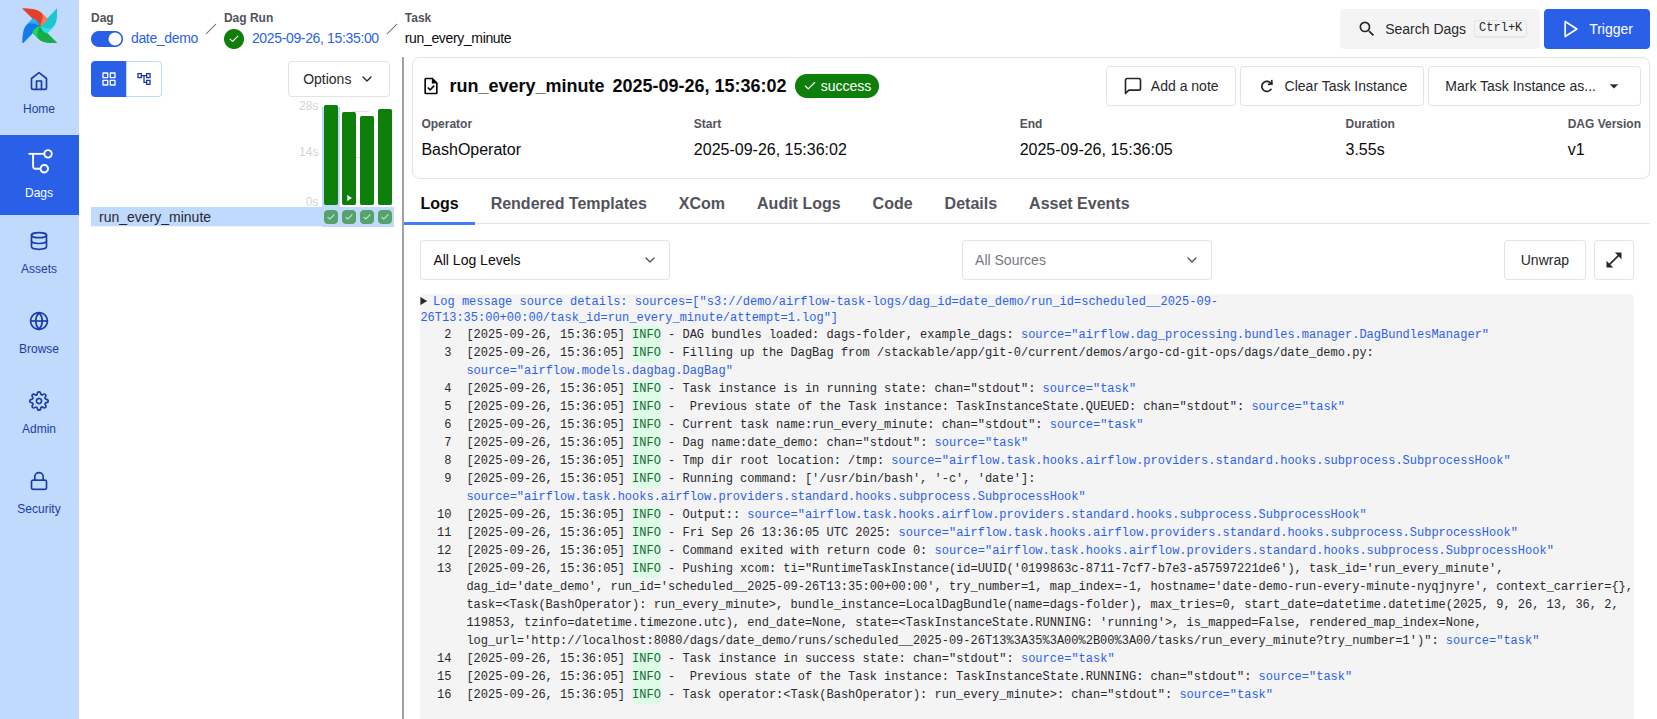 Dag
date_demo
Dag Run
2025-09-26, 15:35:00
Task
run_every_minute
Search Dags Ctrl+K
Trigger
Home
Dags
Assets
Browse
Admin
Security
Options
28s
14s
0s
run_every_minute
run_every_minute 2025-09-26, 15:36:02 success
Add a note
Clear Task Instance
Mark Task Instance as...
Operator Start End Duration DAG Version
BashOperator 2025-09-26, 15:36:02 2025-09-26, 15:36:05 3.55s v1
Logs Rendered Templates XCom Audit Logs Code Details Asset Events
All Log Levels All Sources Unwrap
Log message source details: sources=["s3://demo/airflow-task-logs/dag_id=date_demo/run_id=scheduled__2025-09-
26T13:35:00+00:00/task_id=run_every_minute/attempt=1.log"]
2 [2025-09-26, 15:36:05] INFO - DAG bundles loaded: dags-folder, example_dags: source="airflow.dag_processing.bundles.manager.DagBundlesManager"
3 [2025-09-26, 15:36:05] INFO - Filling up the DagBag from /stackable/app/git-0/current/demos/argo-cd-git-ops/dags/date_demo.py:
source="airflow.models.dagbag.DagBag"
4 [2025-09-26, 15:36:05] INFO - Task instance is in running state: chan="stdout": source="task"
5 [2025-09-26, 15:36:05] INFO -  Previous state of the Task instance: TaskInstanceState.QUEUED: chan="stdout": source="task"
6 [2025-09-26, 15:36:05] INFO - Current task name:run_every_minute: chan="stdout": source="task"
7 [2025-09-26, 15:36:05] INFO - Dag name:date_demo: chan="stdout": source="task"
8 [2025-09-26, 15:36:05] INFO - Tmp dir root location: /tmp: source="airflow.task.hooks.airflow.providers.standard.hooks.subprocess.SubprocessHook"
9 [2025-09-26, 15:36:05] INFO - Running command: ['/usr/bin/bash', '-c', 'date']:
source="airflow.task.hooks.airflow.providers.standard.hooks.subprocess.SubprocessHook"
10 [2025-09-26, 15:36:05] INFO - Output:: source="airflow.task.hooks.airflow.providers.standard.hooks.subprocess.SubprocessHook"
11 [2025-09-26, 15:36:05] INFO - Fri Sep 26 13:36:05 UTC 2025: source="airflow.task.hooks.airflow.providers.standard.hooks.subprocess.SubprocessHook"
12 [2025-09-26, 15:36:05] INFO - Command exited with return code 0: source="airflow.task.hooks.airflow.providers.standard.hooks.subprocess.SubprocessHook"
13 [2025-09-26, 15:36:05] INFO - Pushing xcom: ti="RuntimeTaskInstance(id=UUID('0199863c-8711-7cf7-b7e3-a57597221de6'), task_id='run_every_minute',
dag_id='date_demo', run_id='scheduled__2025-09-26T13:35:00+00:00', try_number=1, map_index=-1, hostname='date-demo-run-every-minute-nyqjnyre', context_carrier={},
task=<Task(BashOperator): run_every_minute>, bundle_instance=LocalDagBundle(name=dags-folder), max_tries=0, start_date=datetime.datetime(2025, 9, 26, 13, 36, 2,
119853, tzinfo=datetime.timezone.utc), end_date=None, state=<TaskInstanceState.RUNNING: 'running'>, is_mapped=False, rendered_map_index=None,
log_url='http://localhost:8080/dags/date_demo/runs/scheduled__2025-09-26T13%3A35%3A00%2B00%3A00/tasks/run_every_minute?try_number=1')": source="task"
14 [2025-09-26, 15:36:05] INFO - Task instance in success state: chan="stdout": source="task"
15 [2025-09-26, 15:36:05] INFO -  Previous state of the Task instance: TaskInstanceState.RUNNING: chan="stdout": source="task"
16 [2025-09-26, 15:36:05] INFO - Task operator:<Task(BashOperator): run_every_minute>: chan="stdout": source="task"